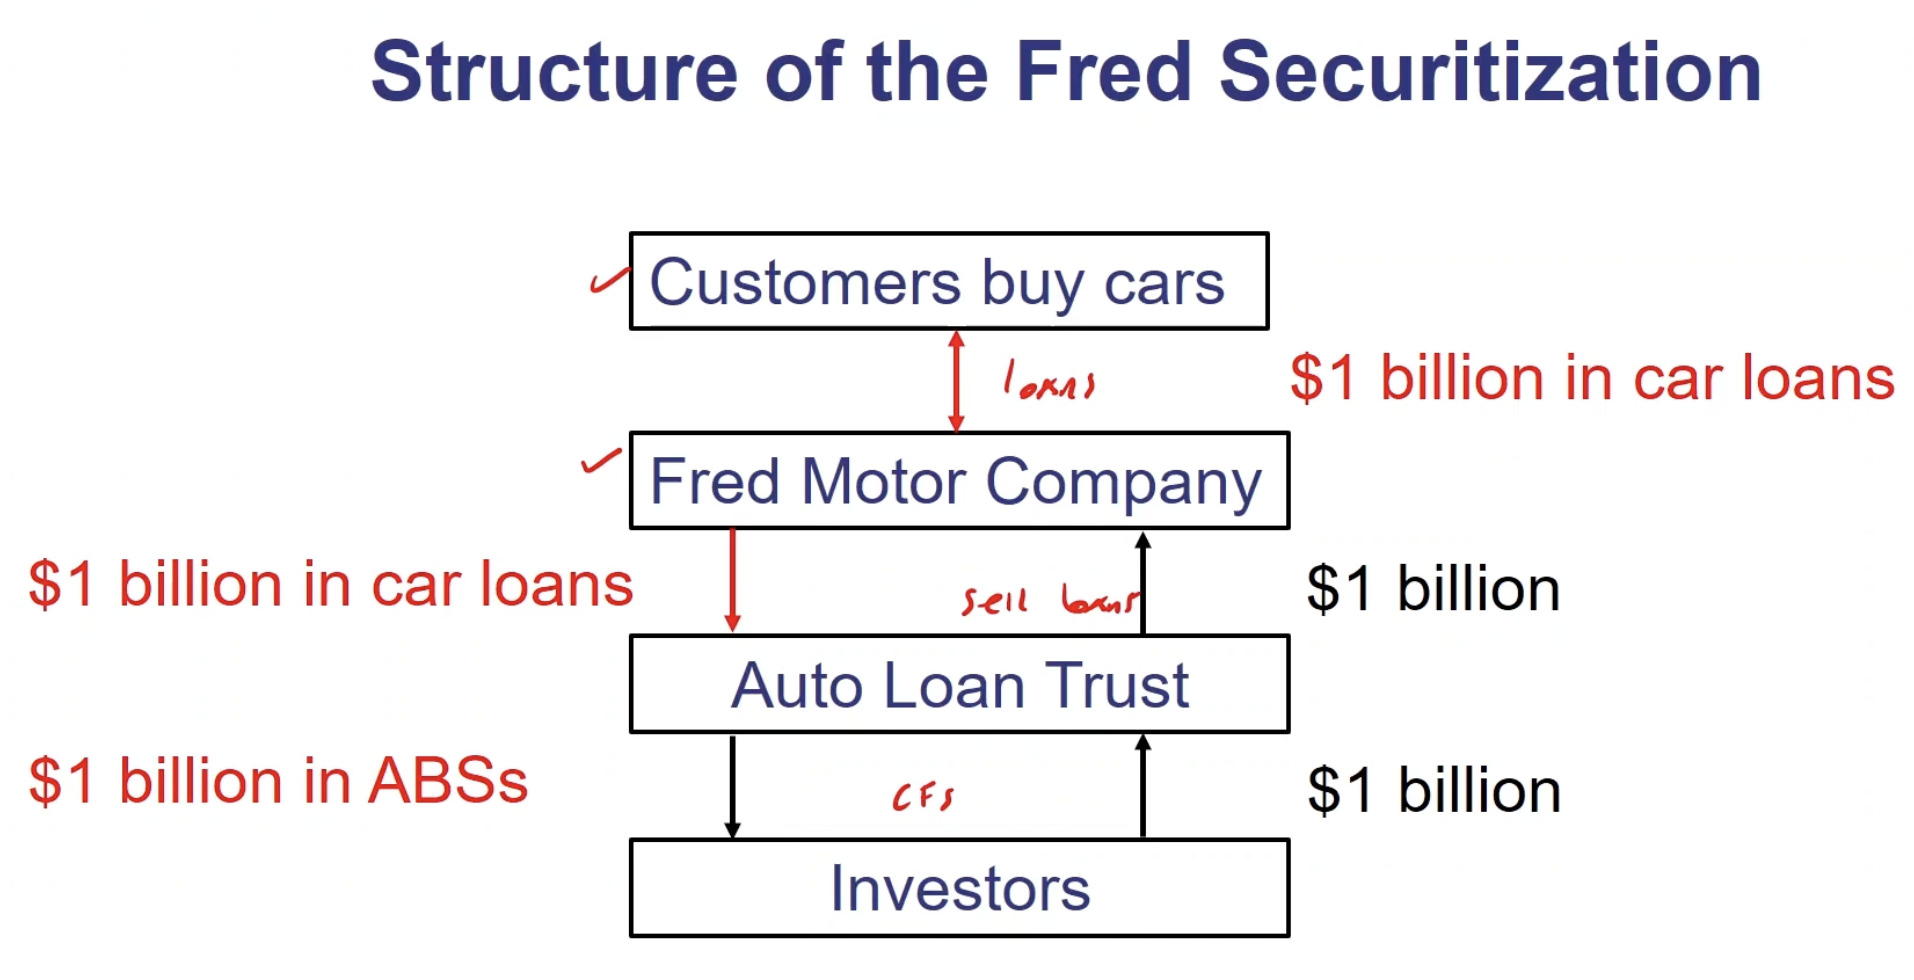 Structure of the Fred Securitization
Customers buy cars
loans
$1 billion in car loans
Fred Motor Company
$1 billion in car loans
sell loans
$1 billion
Auto Loan Trust
$1 billion in ABSs
CFs
$1 billion
Investors